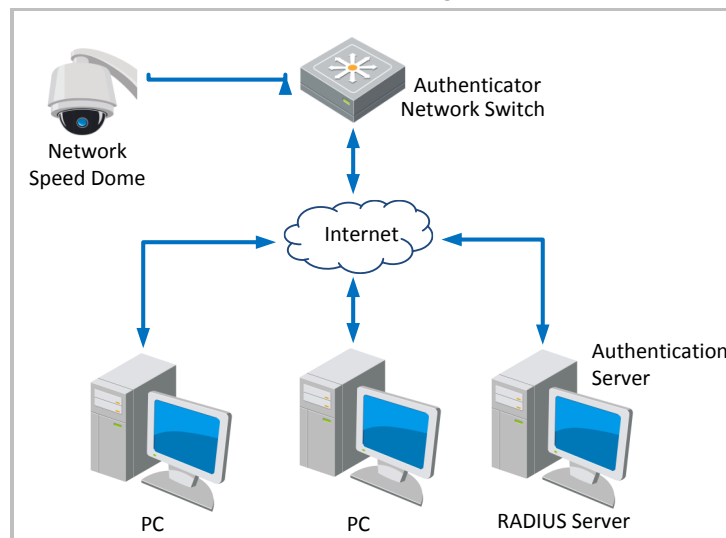 Authenticator
Network Switch
Network
Speed Dome
Internet
Authentication
Server
PC
PC
RADIUS Server